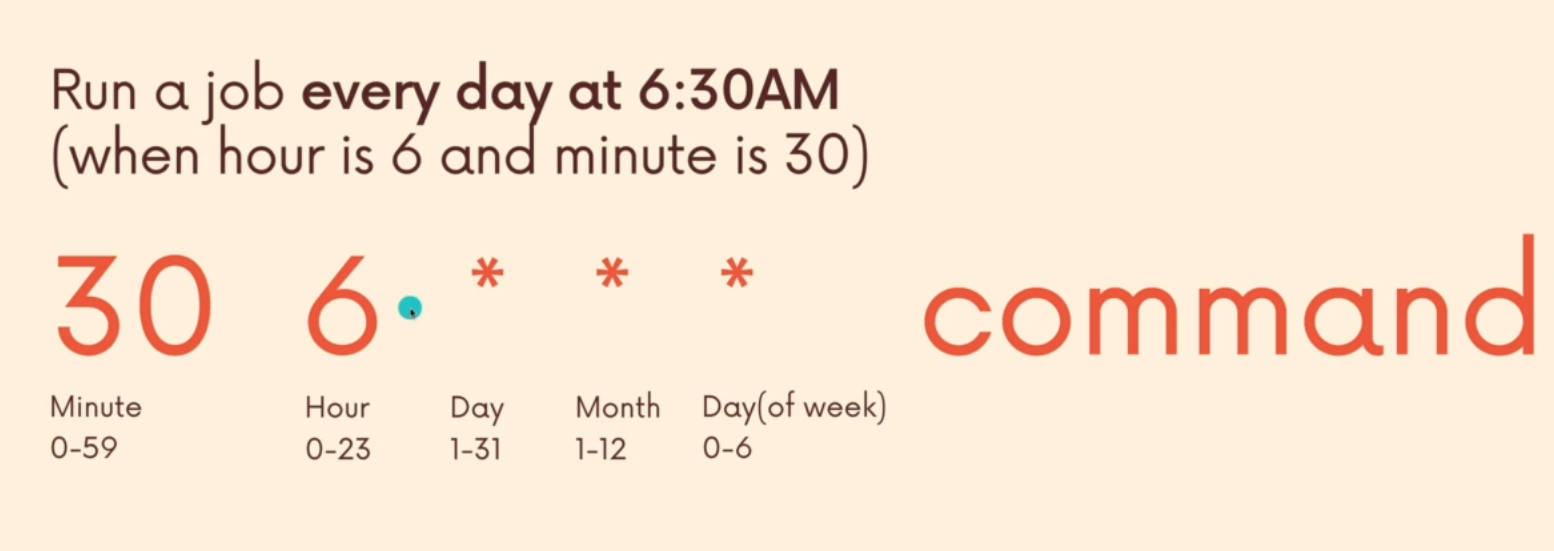 Run a job every day at 6:30AM
(when hour is 6 and minute is 30)
30 6 * * * command
Minute Hour Day Month Day(of week)
0-59 0-23 1-31 1-12 0-6